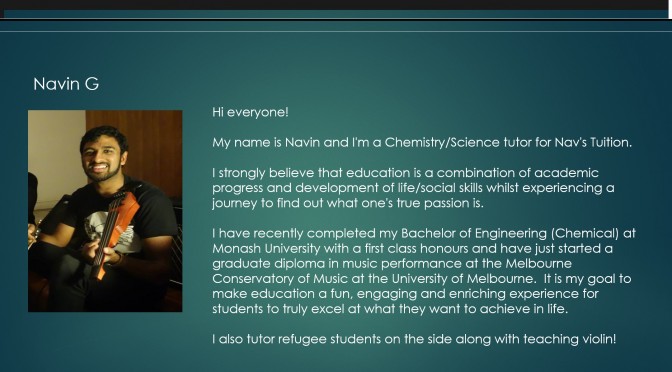 Navin G
Hi everyone!
My name is Navin and I'm a Chemistry/Science tutor for Nav's Tuition.
I strongly believe that education is a combination of academic
progress and development of life/social skills whilst experiencing a
journey to find out what one's true passion is.
I have recently completed my Bachelor of Engineering (Chemical) at
Monash University with a first class honours and have just started a
graduate diploma in music performance at the Melbourne
Conservatory of Music at the University of Melbourne.  It is my goal to
make education a fun, engaging and enriching experience for
students to truly excel at what they want to achieve in life.
I also tutor refugee students on the side along with teaching violin!